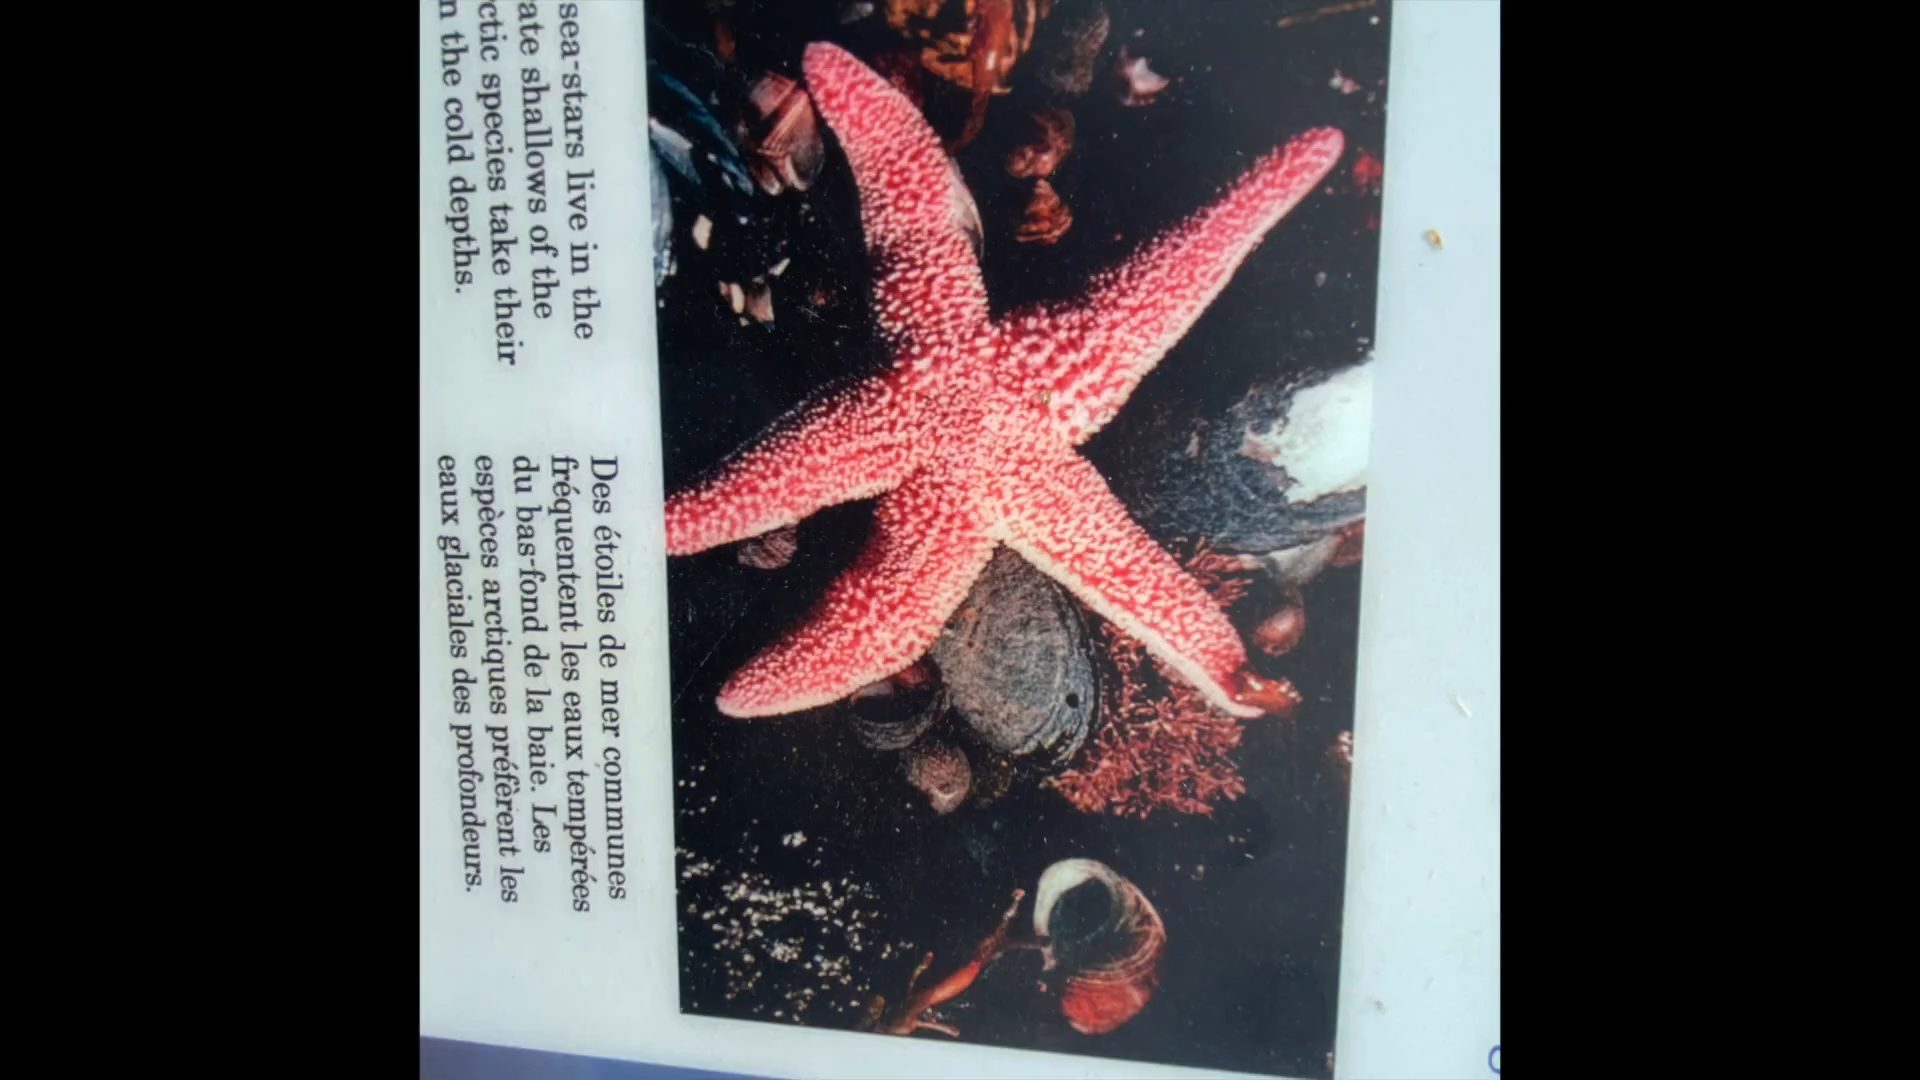 sea-stars live in the
ate shallows of the
ctic species take their
n the cold depths.
Des étoiles de mer communes
fréquentent les eaux tempérées
du bas-fond de la baie. Les
espèces arctiques préfèrent les
eaux glaciales des profondeurs.